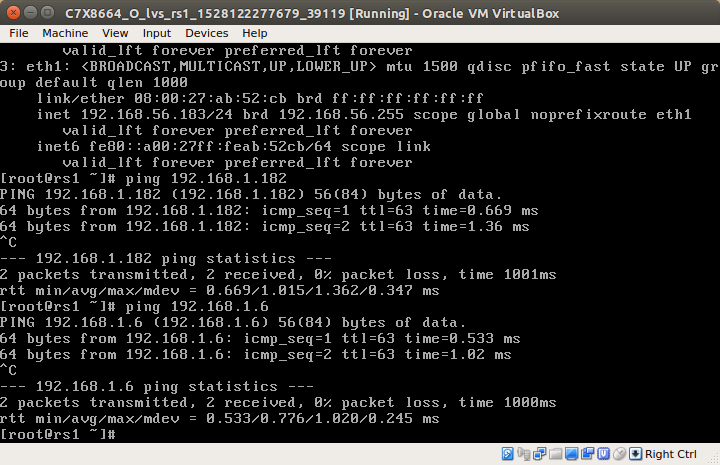 C7X8664_O_lvs_rs1_1528122277679_39119 [Running] - Oracle VM VirtualBox
File Machine View Input Devices Help
valid_lft forever preferred_lft forever
3: eth1: <BROADCAST,MULTICAST,UP,LOWER_UP> mtu 1500 qdisc pfifo_fast state UP gr
oup default qlen 1000
link/ether 08:00:27:ab:52:cb brd ff:ff:ff:ff:ff:ff
inet 192.168.56.183/24 brd 192.168.56.255 scope global noprefixroute eth1
valid_lft forever preferred_lft forever
inet6 fe80::a00:27ff:feab:52cb/64 scope link
valid_lft forever preferred_lft forever
[root@rs1 ~]# ping 192.168.1.182
PING 192.168.1.182 (192.168.1.182) 56(84) bytes of data.
64 bytes from 192.168.1.182: icmp_seq=1 ttl=63 time=0.669 ms
64 bytes from 192.168.1.182: icmp_seq=2 ttl=63 time=1.36 ms
^C
--- 192.168.1.182 ping statistics ---
2 packets transmitted, 2 received, 0% packet loss, time 1001ms
rtt min/avg/max/mdev = 0.669/1.015/1.362/0.347 ms
[root@rs1 ~]# ping 192.168.1.6
PING 192.168.1.6 (192.168.1.6) 56(84) bytes of data.
64 bytes from 192.168.1.6: icmp_seq=1 ttl=63 time=0.533 ms
64 bytes from 192.168.1.6: icmp_seq=2 ttl=63 time=1.02 ms
^C
--- 192.168.1.6 ping statistics ---
2 packets transmitted, 2 received, 0% packet loss, time 1000ms
rtt min/avg/max/mdev = 0.533/0.776/1.020/0.245 ms
[root@rs1 ~]#
Right Ctrl